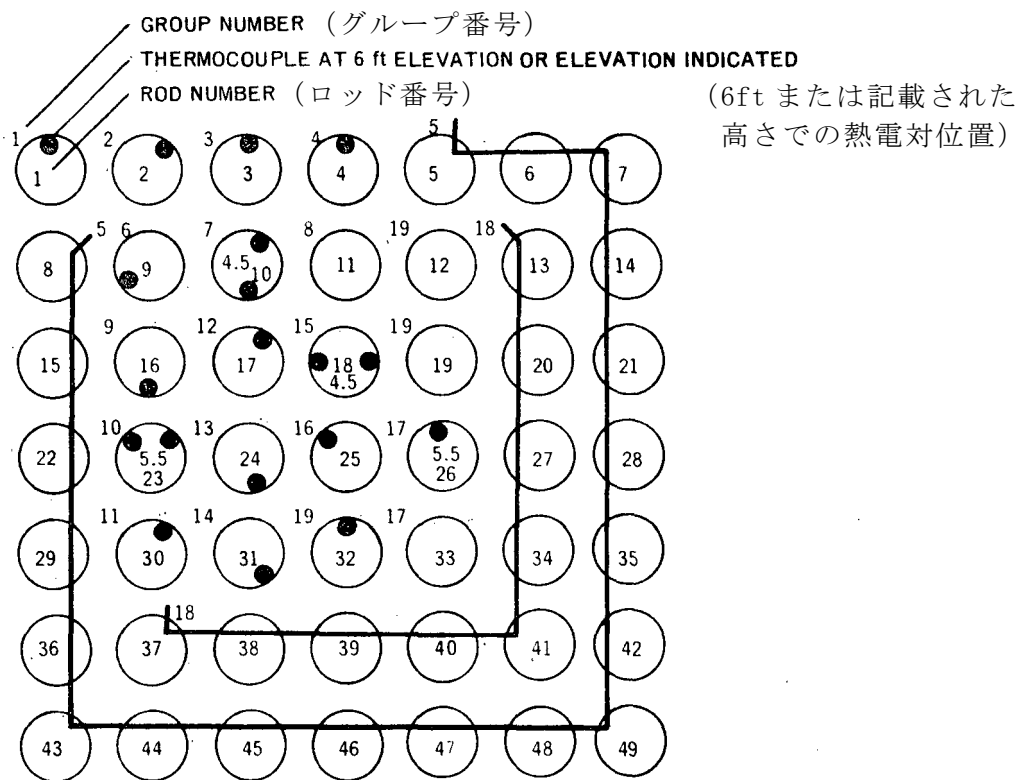 GROUP NUMBER (グループ番号)
THERMOCOUPLE AT 6 ft ELEVATION OR ELEVATION INDICATED
ROD NUMBER (ロッド番号)
(6ft または記載された
高さでの熱電対位置)
1 2 3 4 5
1 2 3 4 5 6 7
5 6 7 8 19 18
8 9 4.5 10 11 12 13 14
9 12 15 19
15 16 17 18 19 20 21
4.5
10 13 16 17
22 5.5 24 25 5.5 27 28
23 26
11 14 19 17
29 30 31 32 33 34 35
18
36 37 38 39 40 41 42
43 44 45 46 47 48 49